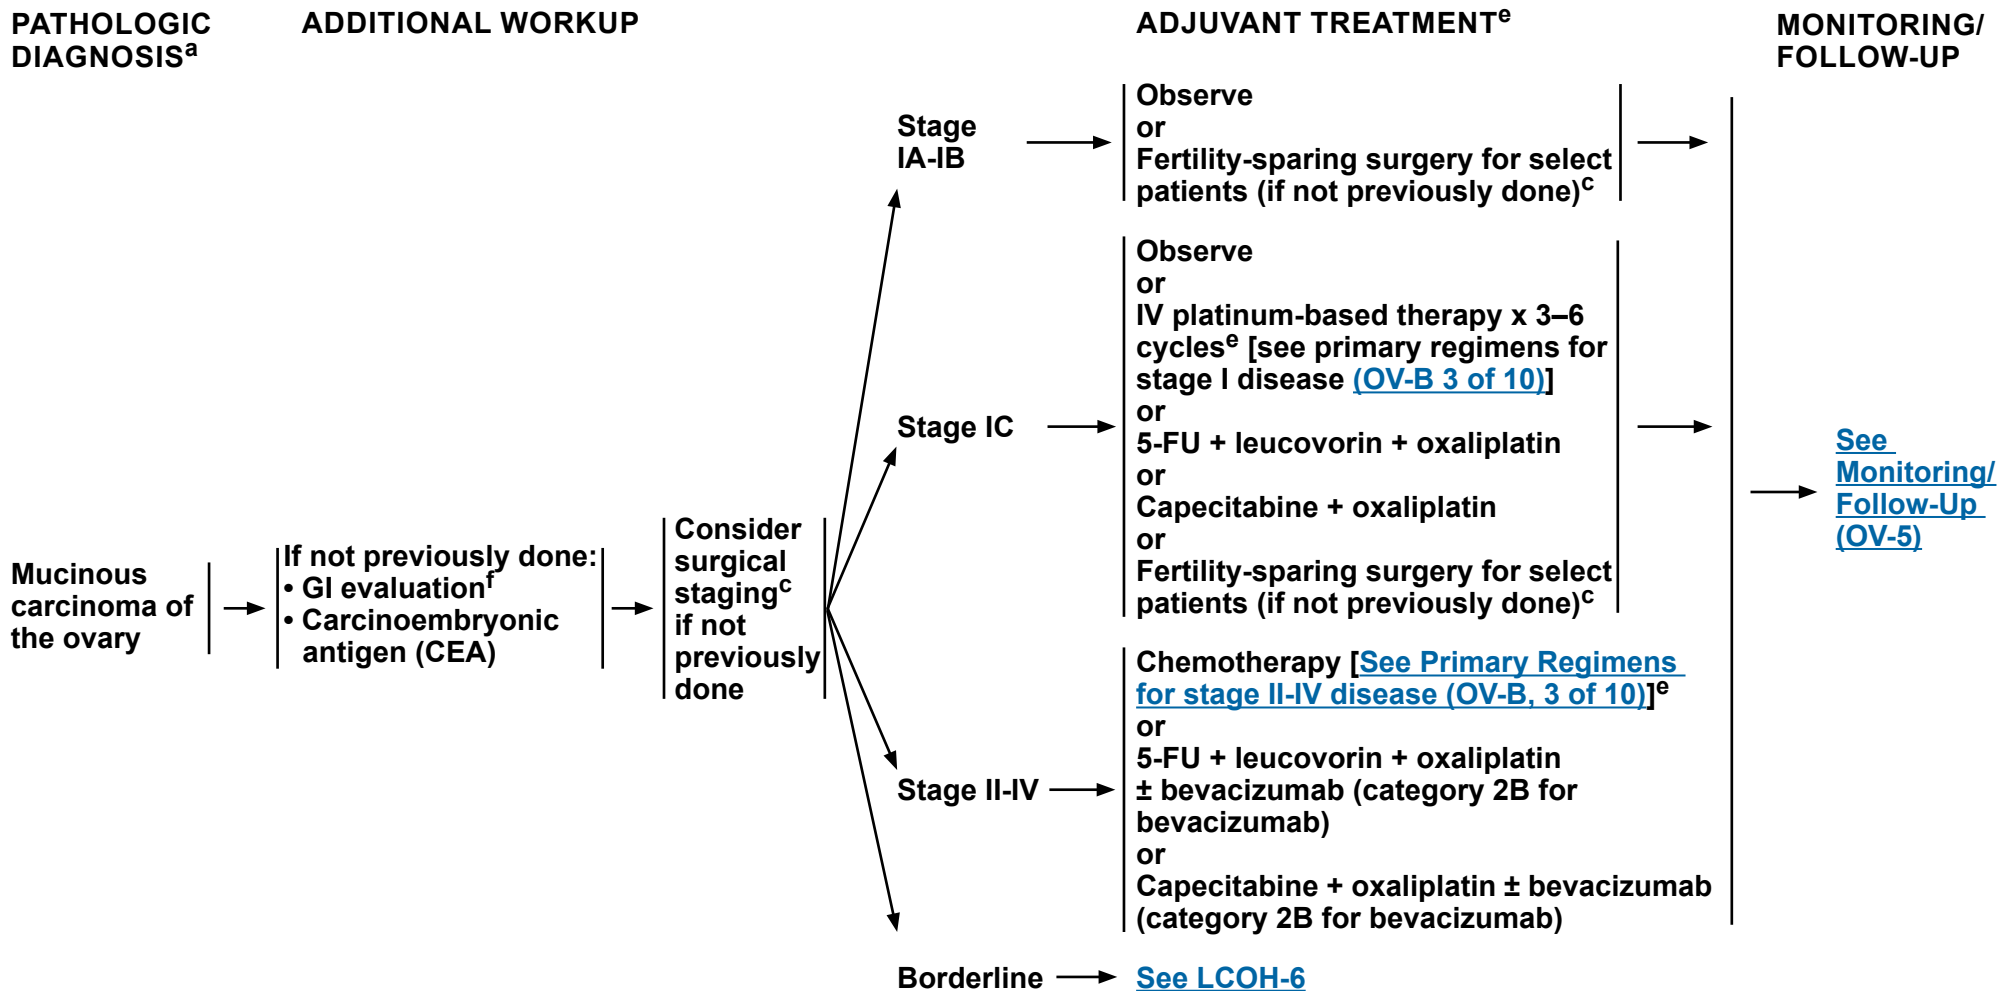 PATHOLOGIC
DIAGNOSISᵃ
ADDITIONAL WORKUP
ADJUVANT TREATMENTᵉ
MONITORING/
FOLLOW-UP
Mucinous
carcinoma of
the ovary
If not previously done:
• GI evaluationᶠ
• Carcinoembryonic
antigen (CEA)
Consider
surgical
stagingᶜ
if not
previously
done
Stage
IA-IB
Observe
or
Fertility-sparing surgery for select
patients (if not previously done)ᶜ
Stage IC
Observe
or
IV platinum-based therapy x 3–6
cyclesᵉ [see primary regimens for
stage I disease (OV-B 3 of 10)]
or
5-FU + leucovorin + oxaliplatin
or
Capecitabine + oxaliplatin
or
Fertility-sparing surgery for select
patients (if not previously done)ᶜ
Stage II-IV
Chemotherapy [See Primary Regimens
for stage II-IV disease (OV-B, 3 of 10)]ᵉ
or
5-FU + leucovorin + oxaliplatin
± bevacizumab (category 2B for
bevacizumab)
or
Capecitabine + oxaliplatin ± bevacizumab
(category 2B for bevacizumab)
Borderline
See LCOH-6
See
Monitoring/
Follow-Up
(OV-5)